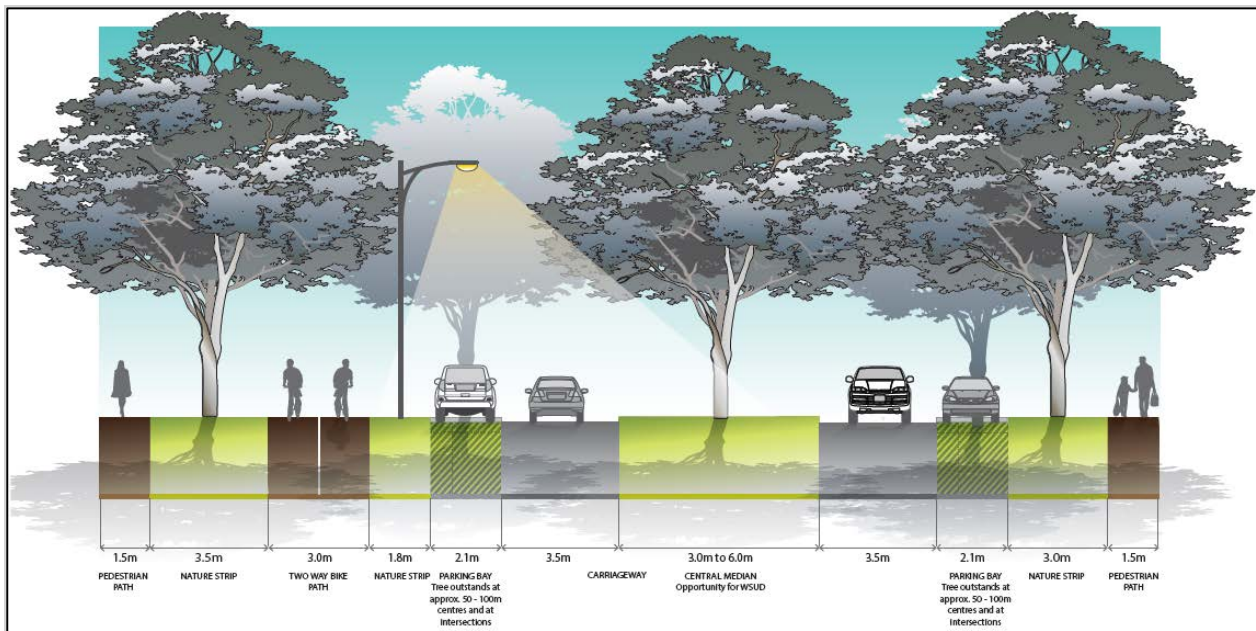 1.5m 3.5m 3.0m 1.8m 2.1m 3.5m 3.0m to 6.0m 3.5m 2.1m 3.0m 1.5m
PEDESTRIAN
PATH
NATURE STRIP
TWO WAY BIKE
PATH
NATURE STRIP
PARKING BAY
Tree outstands at
approx. 50 - 100m
centres and at
intersections
CARRIAGEWAY
CENTRAL MEDIAN
Opportunity for WSUD
PARKING BAY
Tree outstands at
approx. 50 - 100m
centres and at
intersections
NATURE STRIP
PEDESTRIAN
PATH